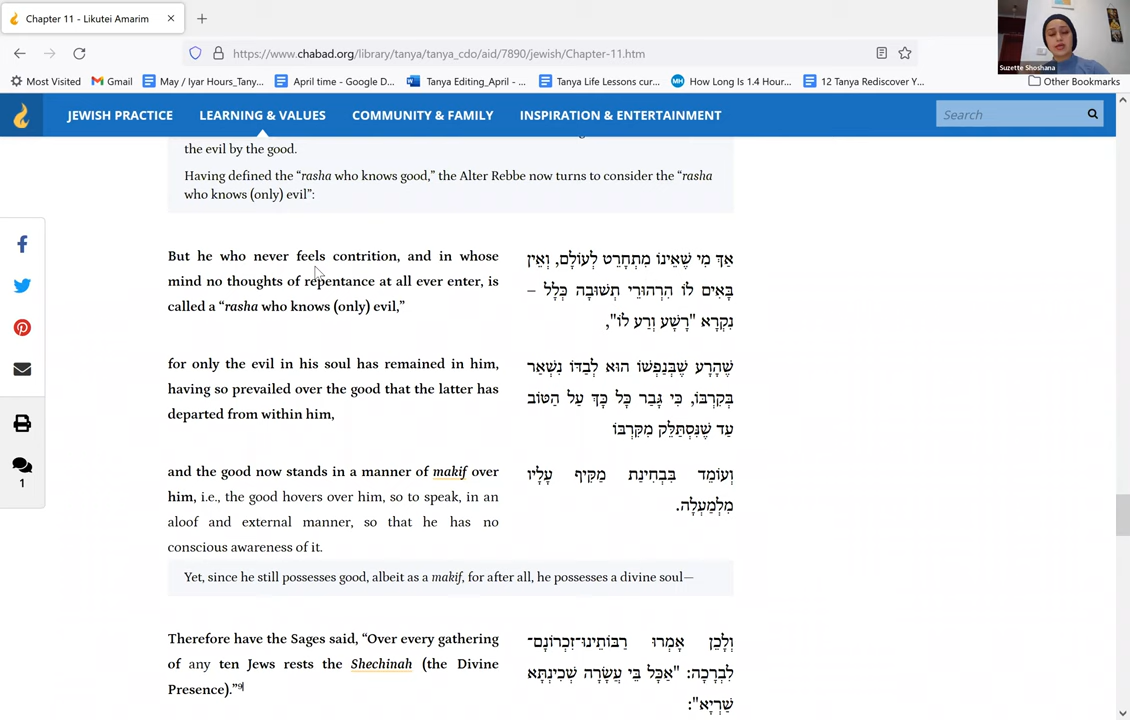 Chapter 11 - Likutei Amarim
https://www.chabad.org/library/tanya/tanya_cdo/aid/7890/jewish/Chapter-11.htm
Most Visited Gmail May / Iyar Hours_Tany... April time - Google D... Tanya Editing_April - ... Tanya Life Lessons cur... MH How Long Is 1.4 Hour... 12 Tanya Rediscover Y... Other Bookmarks
Suzette Shoshana
JEWISH PRACTICE LEARNING & VALUES COMMUNITY & FAMILY INSPIRATION & ENTERTAINMENT Search
the evil by the good.
Having defined the “rasha who knows good,” the Alter Rebbe now turns to consider the “rasha
who knows (only) evil”:
But he who never feels contrition, and in whose
mind no thoughts of repentance at all ever enter, is
called a “rasha who knows (only) evil,”
אַךְ מִי שֶׁאֵינוֹ מִתְחָרֵט לְעוֹלָם, וְאֵין
בָּאִים לוֹ הִרְהוּרֵי תְשׁוּבָה כְּלָל –
נִקְרָא "רָשָׁע וְרַע לוֹ",
for only the evil in his soul has remained in him,
having so prevailed over the good that the latter has
departed from within him,
שֶׁהָרַע שֶׁבְּנַפְשׁוֹ הוּא לְבַדּוֹ נִשְׁאַר
בְּקִרְבּוֹ, כִּי גָּבַר כָּל כָּךְ עַל הַטּוֹב
עַד שֶׁנִּסְתַּלֵּק מִקִּרְבּוֹ
and the good now stands in a manner of makif over
him, i.e., the good hovers over him, so to speak, in an
aloof and external manner, so that he has no
conscious awareness of it.
וְעוֹמֵד בִּבְחִינַת מַקִּיף עָלָיו
מִלְמַעְלָה.
Yet, since he still possesses good, albeit as a makif, for after all, he possesses a divine soul—
Therefore have the Sages said, “Over every gathering
of any ten Jews rests the Shechinah (the Divine
Presence).”9
וְלָכֵן אָמְרוּ רַבּוֹתֵינוּ־זִכְרוֹנָם־
לִבְרָכָה: "אַכָּל בֵּי עֲשָׂרָה שְׁכִינְתָּא
שַׁרְיָא":
1